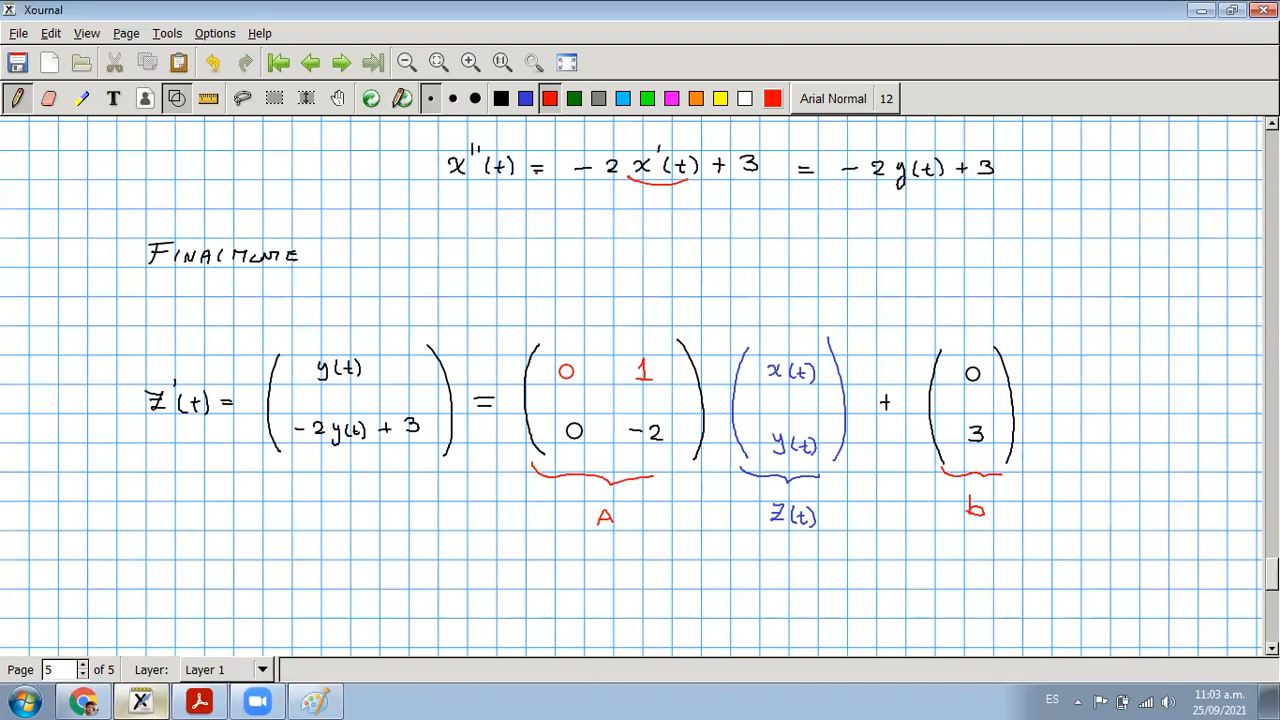 Xournal
File Edit View Page Tools Options Help
T Arial Normal 12
x''(t) = - 2 x'(t) + 3 = - 2 y(t) + 3
FINALMENTE
y(t) 0 1 x(t) 0
Z'(t) = = +
-2y(t) + 3 0 -2 y(t) 3
A Z(t) b
Page 5 of 5 Layer: Layer 1
ES 11:03 a.m.
25/09/2021